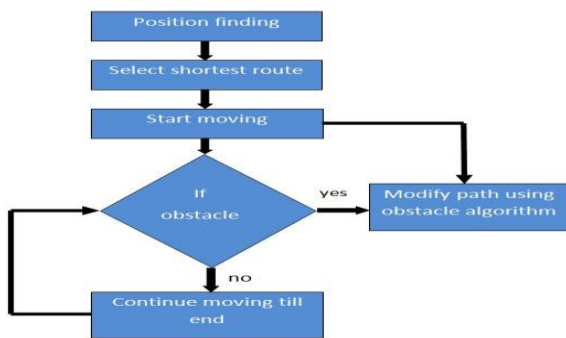 Position finding
Select shortest route
Start moving
If
obstacle
yes
Modify path using
obstacle algorithm
no
Continue moving till
end